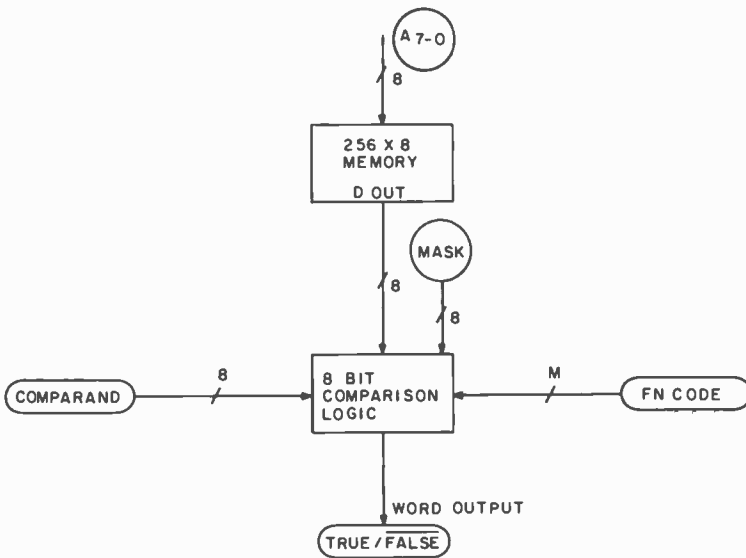 A 7-0
8
256 X 8
MEMORY
D OUT
MASK
8
8
8
M
COMPARAND
8 BIT
COMPARISON
LOGIC
FN CODE
WORD OUTPUT
TRUE/FALSE